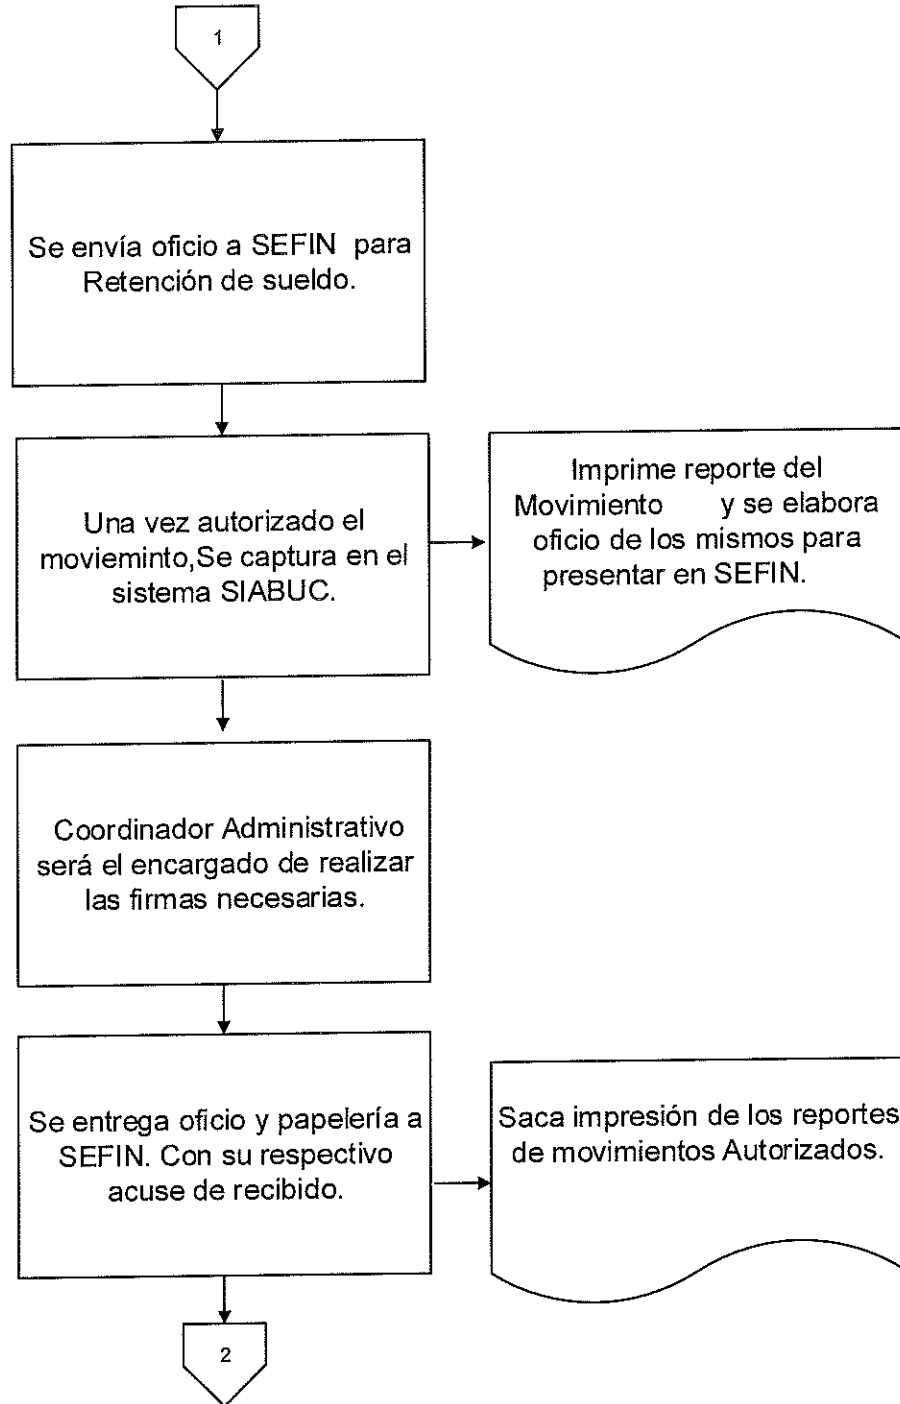 1
Se envía oficio a SEFIN para
Retención de sueldo.
Una vez autorizado el
movieminto,Se captura en el
sistema SIABUC.
Imprime reporte del
Movimiento y se elabora
oficio de los mismos para
presentar en SEFIN.
Coordinador Administrativo
será el encargado de realizar
las firmas necesarias.
Se entrega oficio y papelería a
SEFIN. Con su respectivo
acuse de recibido.
Saca impresión de los reportes
de movimientos Autorizados.
2